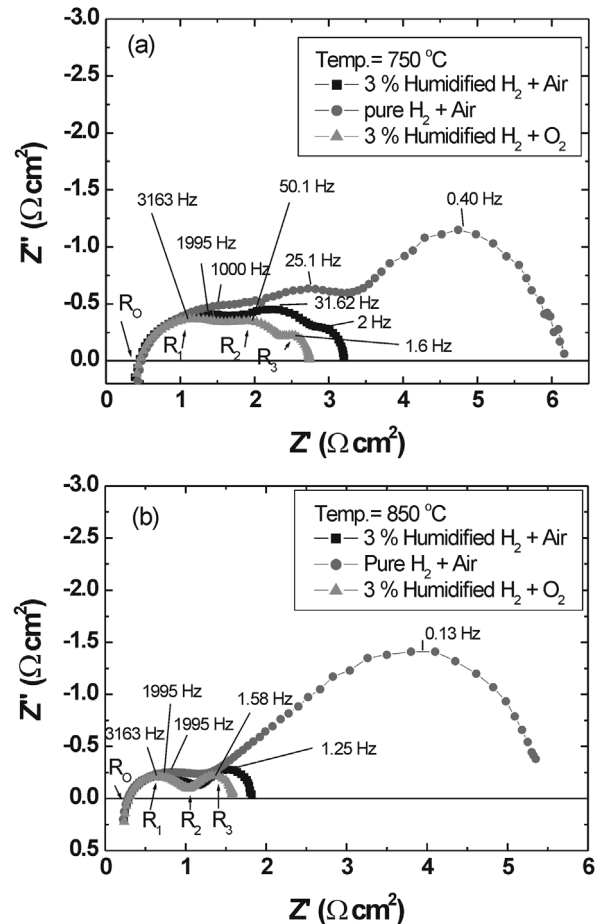 (a)
Temp.= 750 °C
3 % Humidified H₂ + Air
pure H₂ + Air
3 % Humidified H₂ + O₂
-3.0
-2.5
-2.0
-1.5
-1.0
-0.5
0.0
Z'' (Ω cm²)
3163 Hz
1995 Hz
1000 Hz
50.1 Hz
25.1 Hz
0.40 Hz
31.62 Hz
2 Hz
1.6 Hz
R_O
R₁
R₂
R₃
0 1 2 3 4 5 6
Z' (Ω cm²)
(b)
Temp.= 850 °C
3 % Humidified H₂ + Air
Pure H₂ + Air
3 % Humidified H₂ + O₂
-3.0
-2.5
-2.0
-1.5
-1.0
-0.5
0.0
0.5
Z'' (Ω cm²)
0.13 Hz
1995 Hz
1995 Hz
1.58 Hz
3163 Hz
1.25 Hz
R_O
R₁
R₂
R₃
0 1 2 3 4 5 6
Z' (Ω cm²)